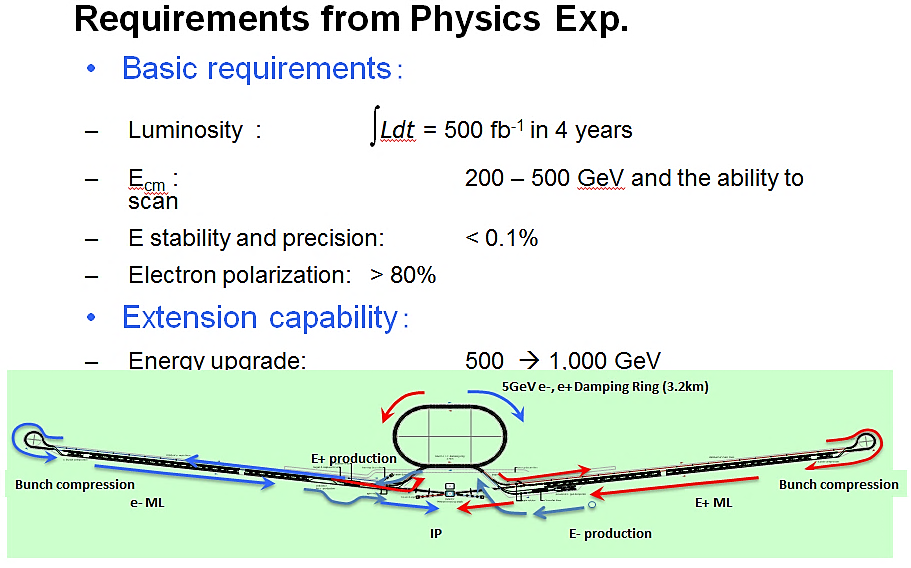 Requirements from Physics Exp.
• Basic requirements:
– Luminosity : ∫Ldt = 500 fb-1 in 4 years
– Ecm : 200 – 500 GeV and the ability to
scan
– E stability and precision: < 0.1%
– Electron polarization: > 80%
• Extension capability:
– Energy upgrade: 500 → 1,000 GeV
5GeV e-, e+ Damping Ring (3.2km)
E+ production
Bunch compression
Bunch compression
e- ML
E+ ML
IP
E- production